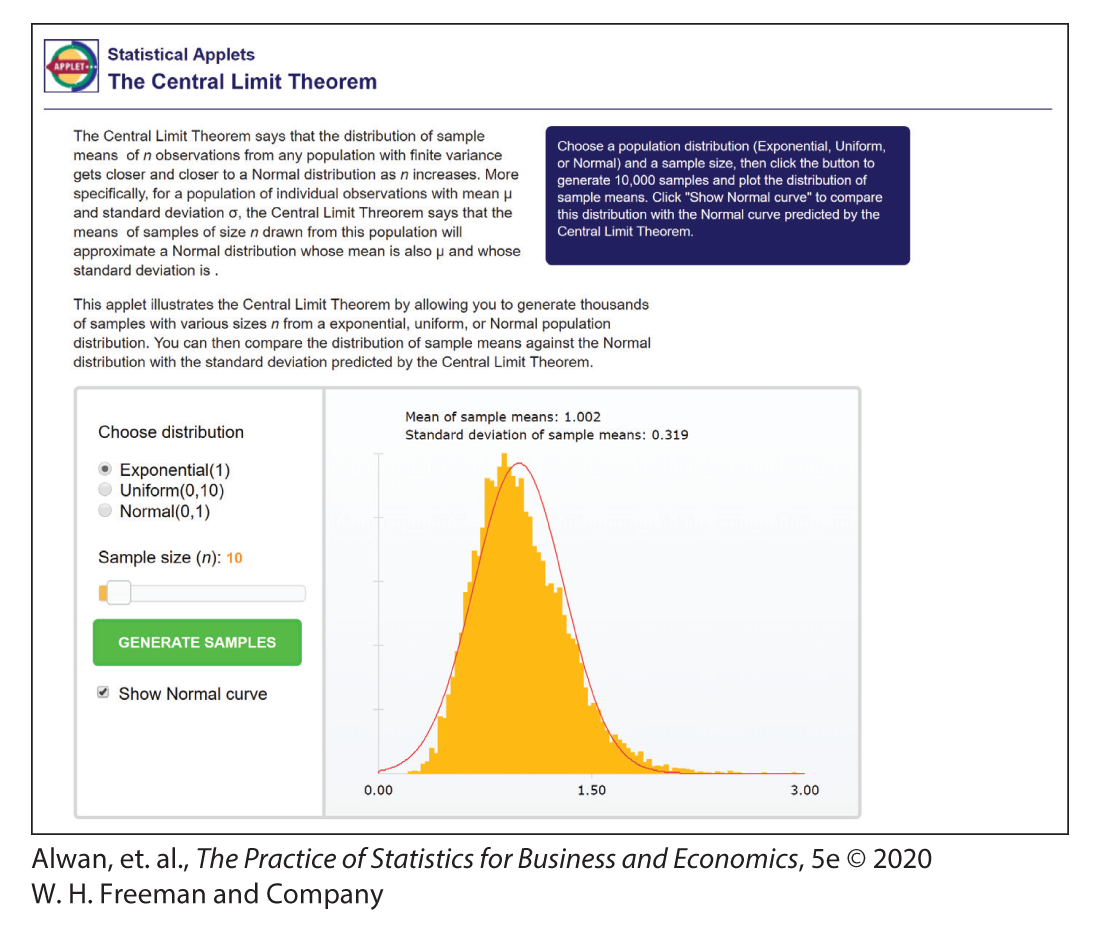 APPLET
Statistical Applets
The Central Limit Theorem
The Central Limit Theorem says that the distribution of sample
means of n observations from any population with finite variance
gets closer and closer to a Normal distribution as n increases. More
specifically, for a population of individual observations with mean μ
and standard deviation σ, the Central Limit Threorem says that the
means of samples of size n drawn from this population will
approximate a Normal distribution whose mean is also μ and whose
standard deviation is .
Choose a population distribution (Exponential, Uniform,
or Normal) and a sample size, then click the button to
generate 10,000 samples and plot the distribution of
sample means. Click "Show Normal curve" to compare
this distribution with the Normal curve predicted by the
Central Limit Theorem.
This applet illustrates the Central Limit Theorem by allowing you to generate thousands
of samples with various sizes n from a exponential, uniform, or Normal population
distribution. You can then compare the distribution of sample means against the Normal
distribution with the standard deviation predicted by the Central Limit Theorem.
Choose distribution
Exponential(1)
Uniform(0,10)
Normal(0,1)
Sample size (n): 10
GENERATE SAMPLES
Show Normal curve
Mean of sample means: 1.002
Standard deviation of sample means: 0.319
0.00 1.50 3.00
Alwan, et. al., The Practice of Statistics for Business and Economics, 5e © 2020
W. H. Freeman and Company